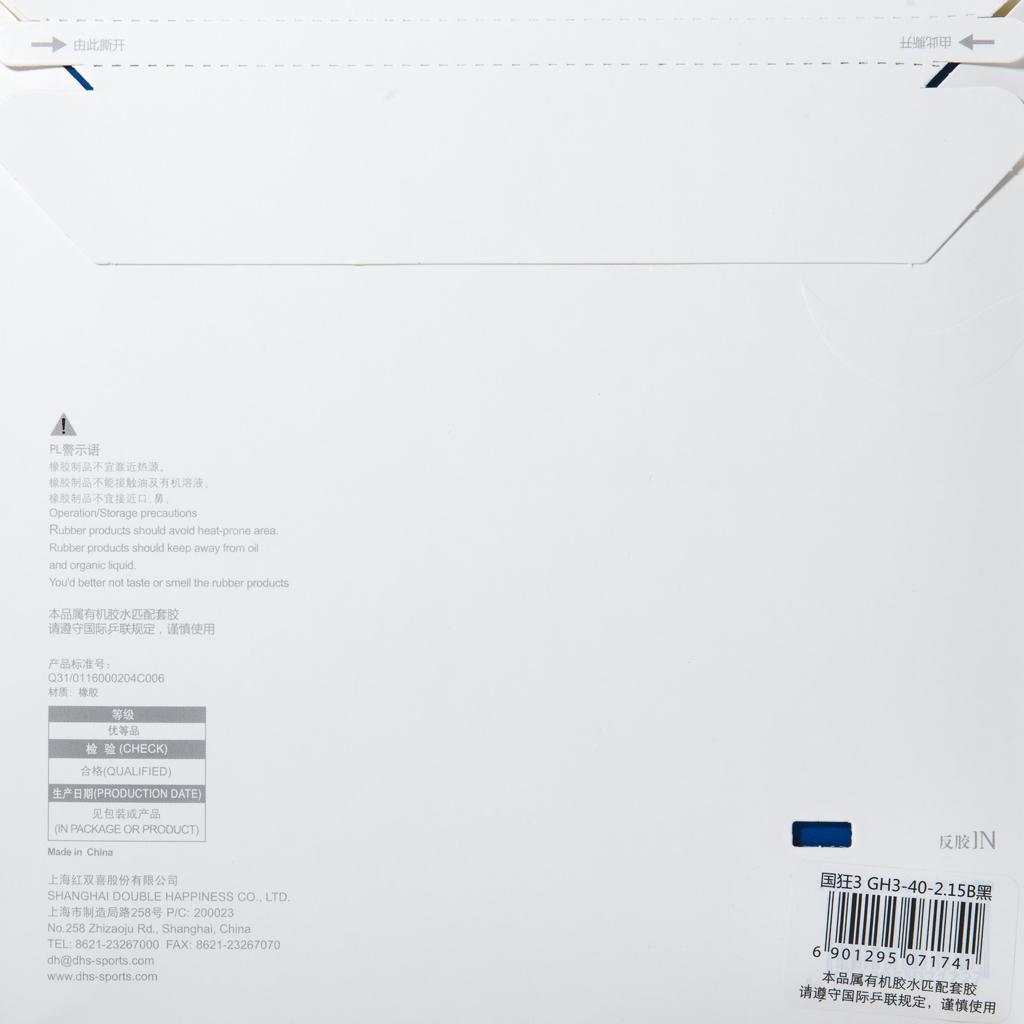 由此撕开
由此撕开
PL警示语
橡胶制品不宜靠近热源。
橡胶制品不能接触油及有机溶液。
橡胶制品不宜接近口、鼻。
Operation/Storage precautions
Rubber products should avoid heat-prone area.
Rubber products should keep away from oil
and organic liquid.
You'd better not taste or smell the rubber products
本品属有机胶水匹配套胶
请遵守国际乒联规定，谨慎使用
产品标准号：
Q31/0116000204C006
材质：橡胶
等级
优等品
检 验 (CHECK)
合格(QUALIFIED)
生产日期(PRODUCTION DATE)
见包装或产品
(IN PACKAGE OR PRODUCT)
Made in China
上海红双喜股份有限公司
SHANGHAI DOUBLE HAPPINESS CO., LTD.
上海市制造局路258号 P/C: 200023
No.258 Zhizaoju Rd., Shanghai, China
TEL: 8621-23267000 FAX: 8621-23267070
dh@dhs-sports.com
www.dhs-sports.com
反胶IN
国狂3 GH3-40-2.15B黑
6 901295 071741
本品属有机胶水匹配套胶
请遵守国际乒联规定，谨慎使用